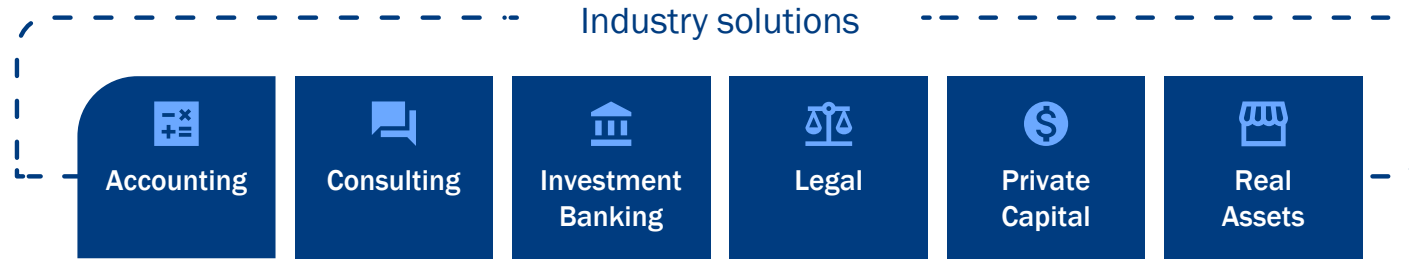 Industry solutions
Accounting
Consulting
Investment
Banking
Legal
Private
Capital
Real
Assets